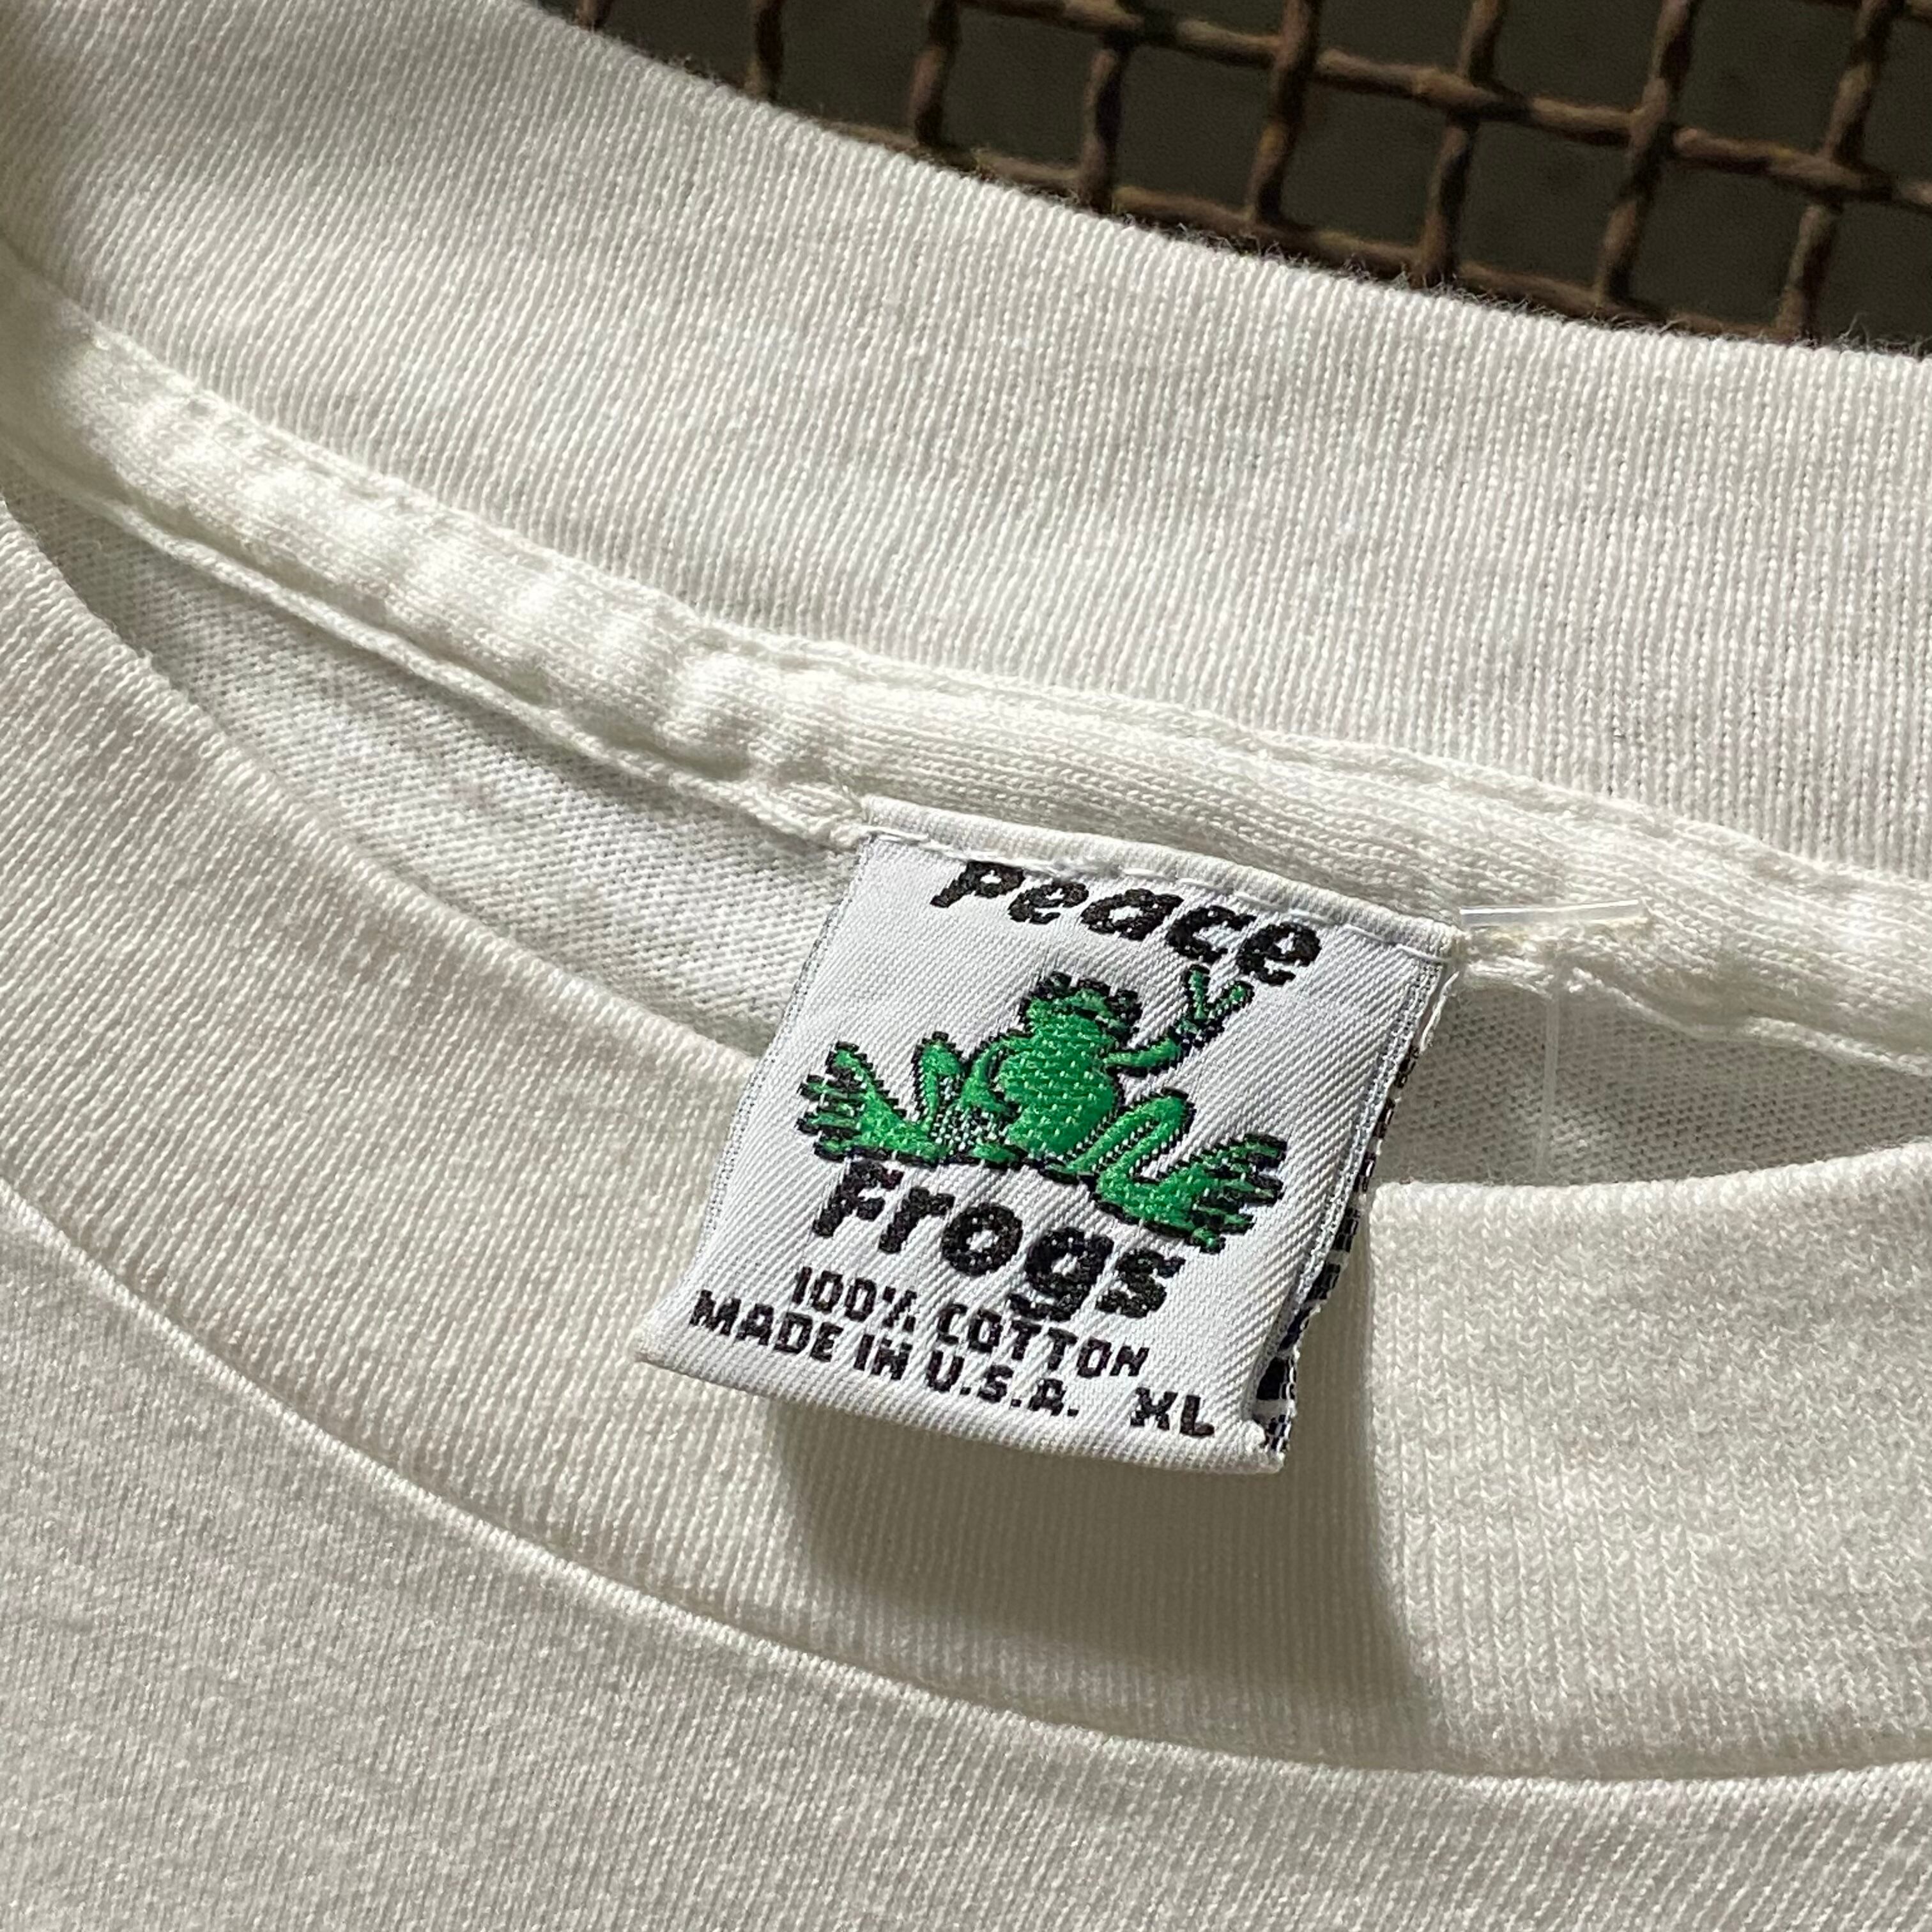 Peace
Frogs
100% COTTON
MADE IN U.S.A. XL